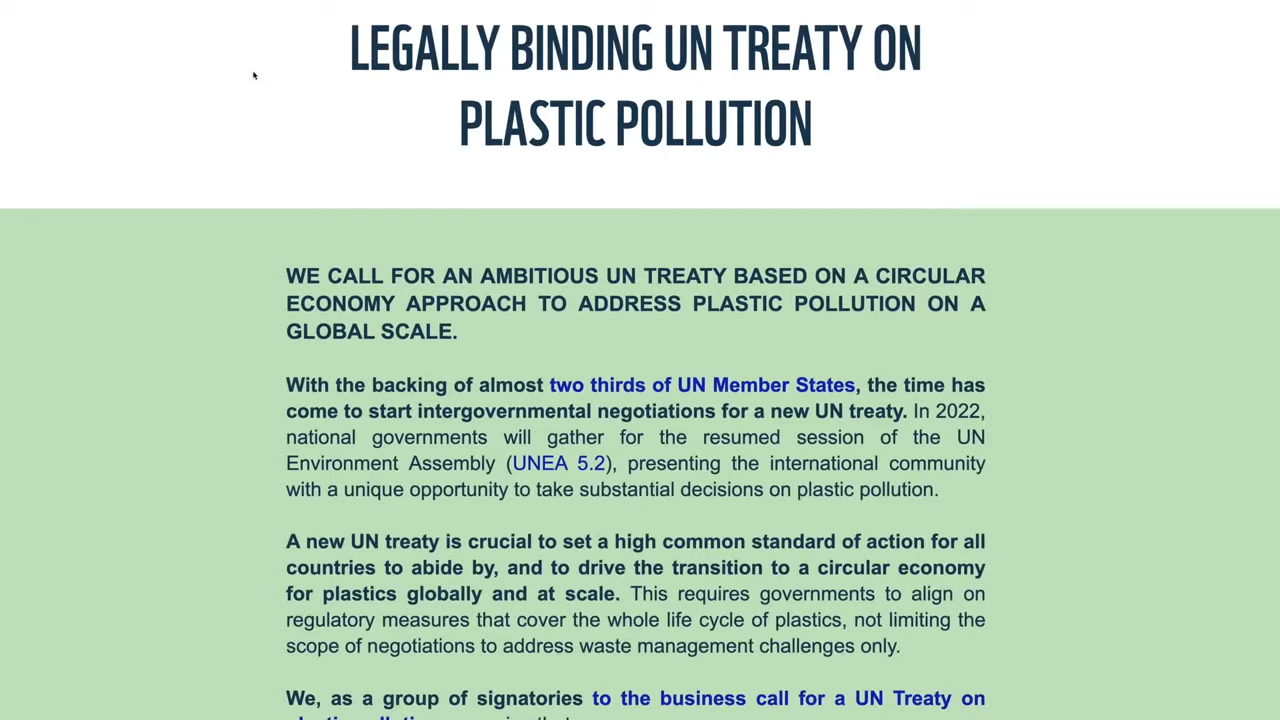 LEGALLY BINDING UN TREATY ON
PLASTIC POLLUTION
WE CALL FOR AN AMBITIOUS UN TREATY BASED ON A CIRCULAR
ECONOMY APPROACH TO ADDRESS PLASTIC POLLUTION ON A
GLOBAL SCALE.
With the backing of almost two thirds of UN Member States, the time has
come to start intergovernmental negotiations for a new UN treaty. In 2022,
national governments will gather for the resumed session of the UN
Environment Assembly (UNEA 5.2), presenting the international community
with a unique opportunity to take substantial decisions on plastic pollution.
A new UN treaty is crucial to set a high common standard of action for all
countries to abide by, and to drive the transition to a circular economy
for plastics globally and at scale. This requires governments to align on
regulatory measures that cover the whole life cycle of plastics, not limiting the
scope of negotiations to address waste management challenges only.
We, as a group of signatories to the business call for a UN Treaty on